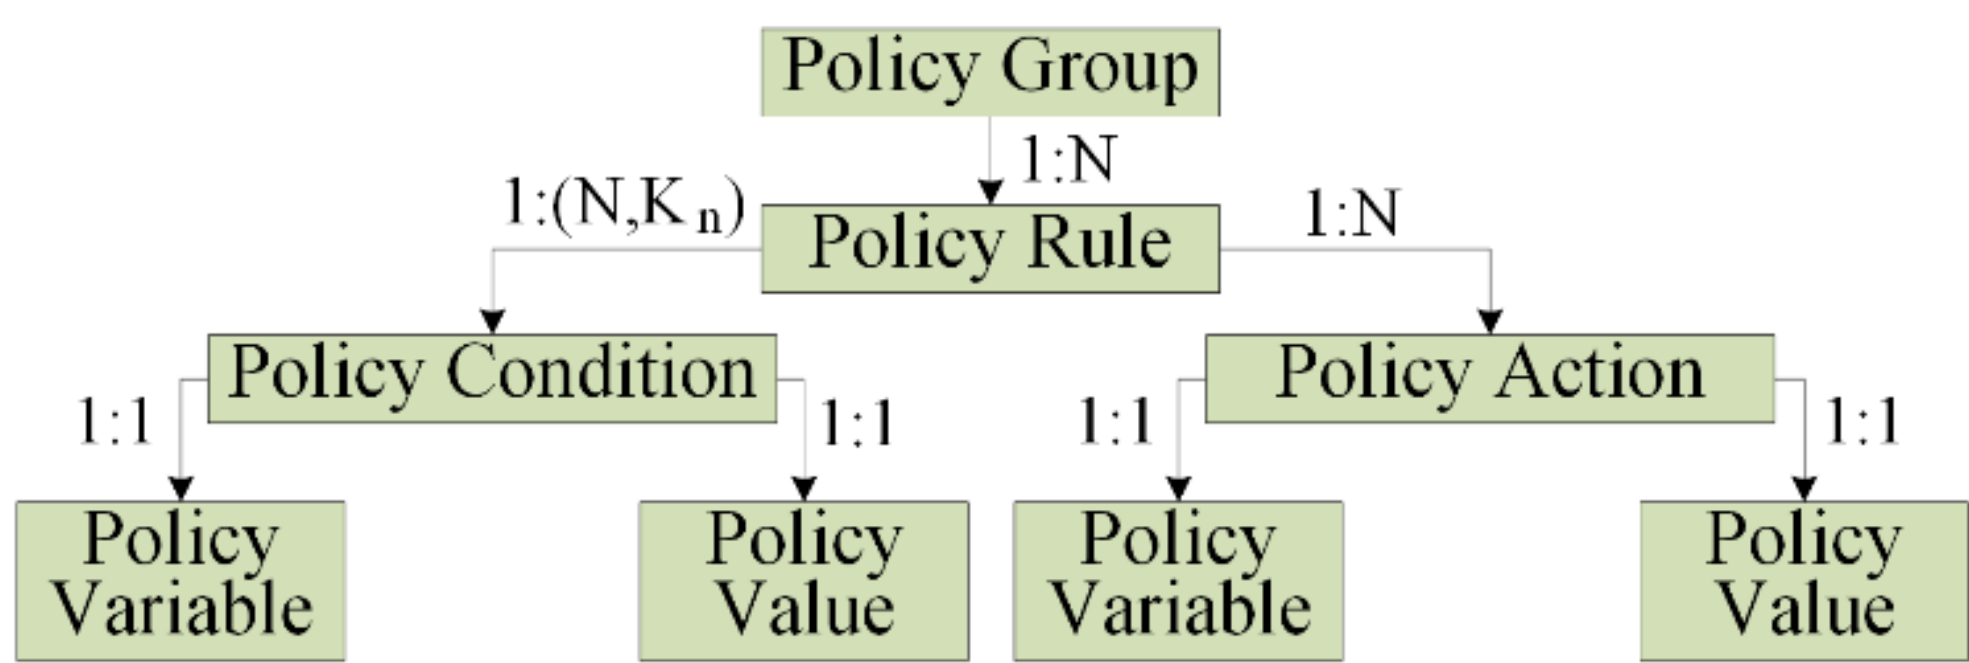 Policy Group
1:N
1:(N,Kn)
Policy Rule
1:N
Policy Condition
Policy Action
1:1
1:1
1:1
1:1
Policy
Variable
Policy
Value
Policy
Variable
Policy
Value